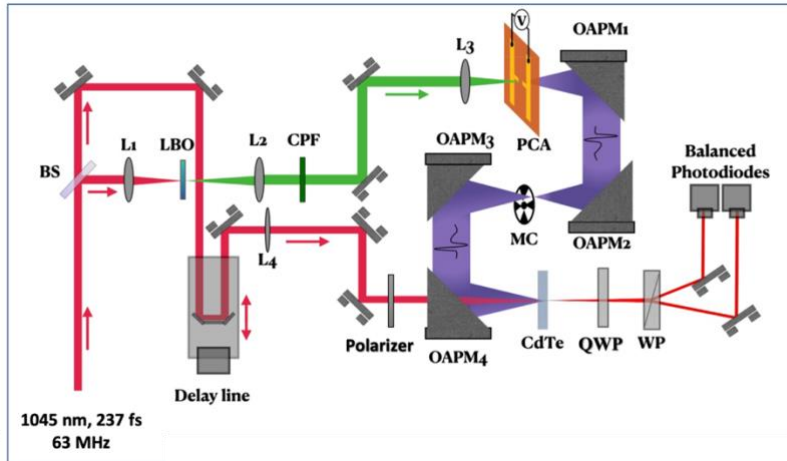 OAPM1
L3
V
PCA
L1
LBO
L2
CPF
BS
OAPM3
Balanced
Photodiodes
MC
OAPM2
L4
Polarizer
OAPM4
CdTe
QWP
WP
Delay line
1045 nm, 237 fs
63 MHz